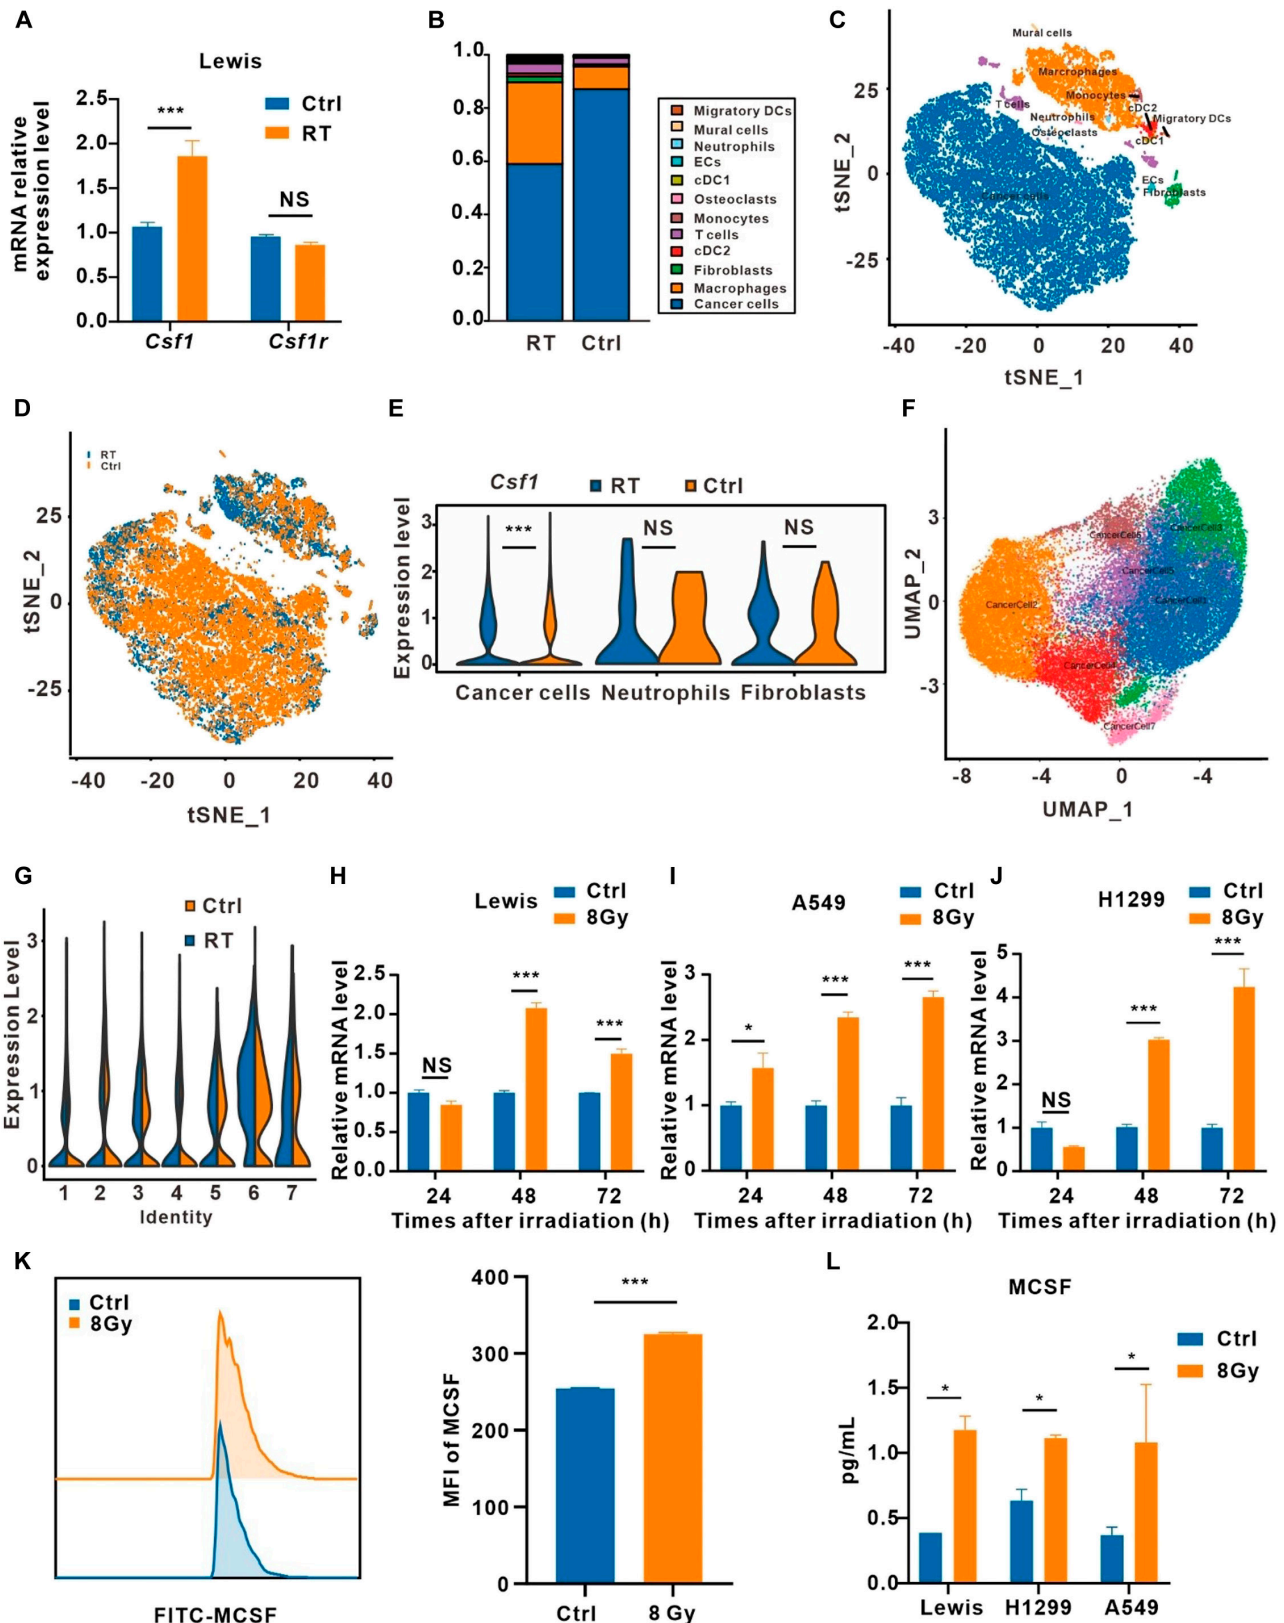 A
Lewis
mRNA relative
expression level
2.5
2.0
1.5
1.0
0.5
0.0
***
NS
Ctrl
RT
Csf1
Csf1r
B
1.0
0.8
0.6
0.4
0.2
0.0
RT
Ctrl
Migratory DCs
Mural cells
Neutrophils
ECs
cDC1
Osteoclasts
Monocytes
T cells
cDC2
Fibroblasts
Macrophages
Cancer cells
C
tSNE_2
25
0
-25
Mural cells
Marcrophages
Monocytes
T cells
cDC2
Neutrophils
Migratory DCs
Osteoclasts
cDC1
ECs
Fibroblasts
Cancer cells
-40
-20
0
20
40
tSNE_1
D
RT
Ctrl
tSNE_2
25
0
-25
-40
-20
0
20
40
tSNE_1
E
Csf1
RT
Ctrl
Expression level
3
2
1
0
***
NS
NS
Cancer cells
Neutrophils
Fibroblasts
F
UMAP_2
3
0
-3
CancerCell2
CancerCell4
CancerCell7
-8
-4
0
-4
UMAP_1
G
Ctrl
RT
Expression Level
3
2
1
0
1
2
3
4
5
6
7
Identity
H
Lewis
Ctrl
8Gy
Relative mRNA level
2.5
2.0
1.5
1.0
0.5
0.0
NS
***
***
24
48
72
Times after irradiation (h)
I
A549
Ctrl
8Gy
Relative mRNA level
3
2
1
0
*
***
***
24
48
72
Times after irradiation (h)
J
H1299
Ctrl
8Gy
Relative mRNA level
5
4
3
2
1
0
NS
***
***
24
48
72
Times after irradiation (h)
K
Ctrl
8Gy
FITC-MCSF
MFI of MCSF
400
300
200
100
0
***
Ctrl
8 Gy
L
MCSF
Ctrl
8Gy
pg/mL
2.0
1.5
1.0
0.5
0.0
*
*
*
Lewis
H1299
A549